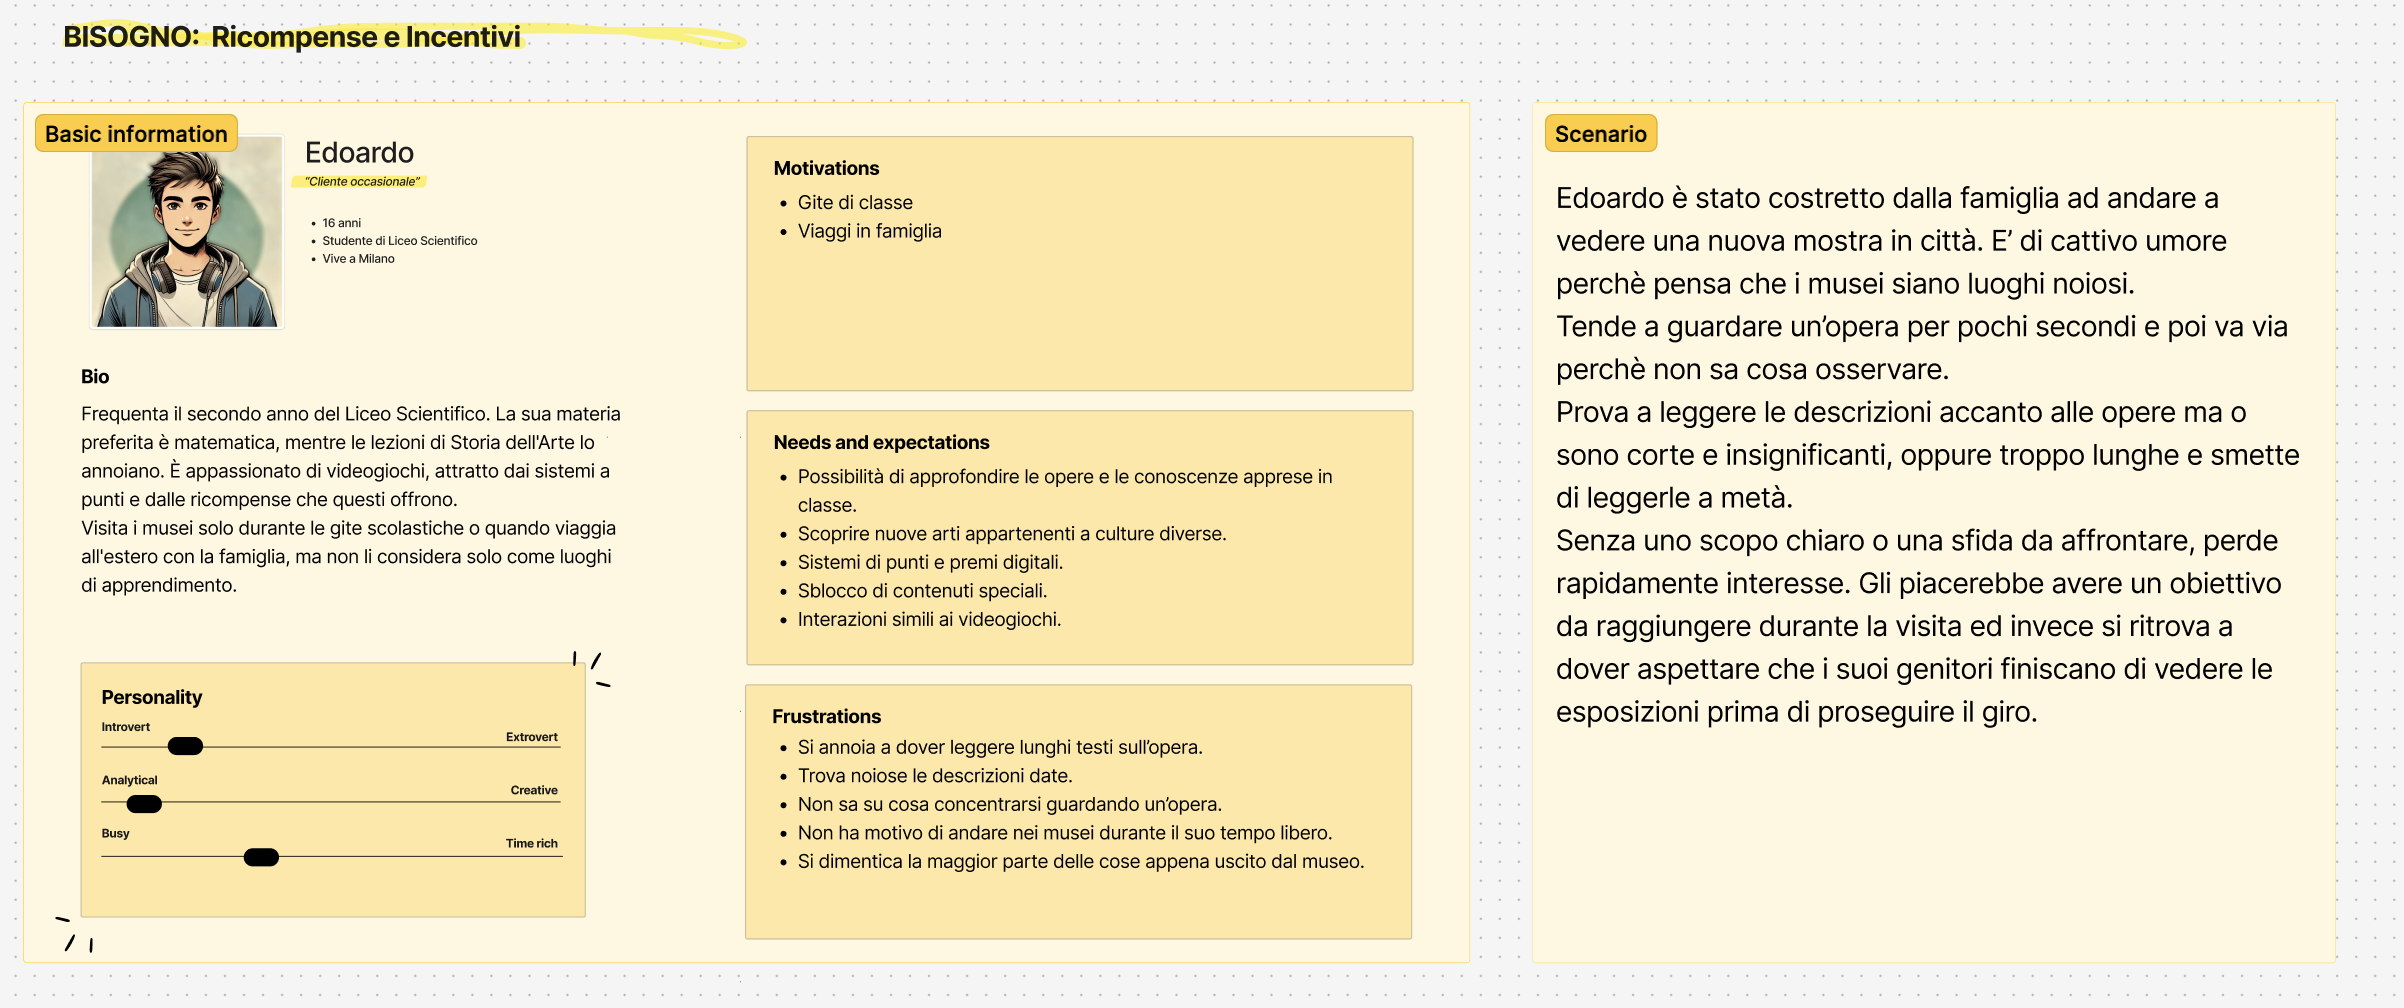 BISOGNO: Ricompense e Incentivi
Basic information
Edoardo
"Cliente occasionale"
• 16 anni
• Studente di Liceo Scientifico
• Vive a Milano
Bio
Frequenta il secondo anno del Liceo Scientifico. La sua materia
preferita è matematica, mentre le lezioni di Storia dell'Arte lo
annoiano. È appassionato di videogiochi, attratto dai sistemi a
punti e dalle ricompense che questi offrono.
Visita i musei solo durante le gite scolastiche o quando viaggia
all'estero con la famiglia, ma non li considera solo come luoghi
di apprendimento.
Personality
Introvert
Extrovert
Analytical
Creative
Busy
Time rich
Motivations
• Gite di classe
• Viaggi in famiglia
Needs and expectations
• Possibilità di approfondire le opere e le conoscenze apprese in
classe.
• Scoprire nuove arti appartenenti a culture diverse.
• Sistemi di punti e premi digitali.
• Sblocco di contenuti speciali.
• Interazioni simili ai videogiochi.
Frustrations
• Si annoia a dover leggere lunghi testi sull’opera.
• Trova noiose le descrizioni date.
• Non sa su cosa concentrarsi guardando un’opera.
• Non ha motivo di andare nei musei durante il suo tempo libero.
• Si dimentica la maggior parte delle cose appena uscito dal museo.
Scenario
Edoardo è stato costretto dalla famiglia ad andare a
vedere una nuova mostra in città. E’ di cattivo umore
perchè pensa che i musei siano luoghi noiosi.
Tende a guardare un’opera per pochi secondi e poi va via
perchè non sa cosa osservare.
Prova a leggere le descrizioni accanto alle opere ma o
sono corte e insignificanti, oppure troppo lunghe e smette
di leggerle a metà.
Senza uno scopo chiaro o una sfida da affrontare, perde
rapidamente interesse. Gli piacerebbe avere un obiettivo
da raggiungere durante la visita ed invece si ritrova a
dover aspettare che i suoi genitori finiscano di vedere le
esposizioni prima di proseguire il giro.